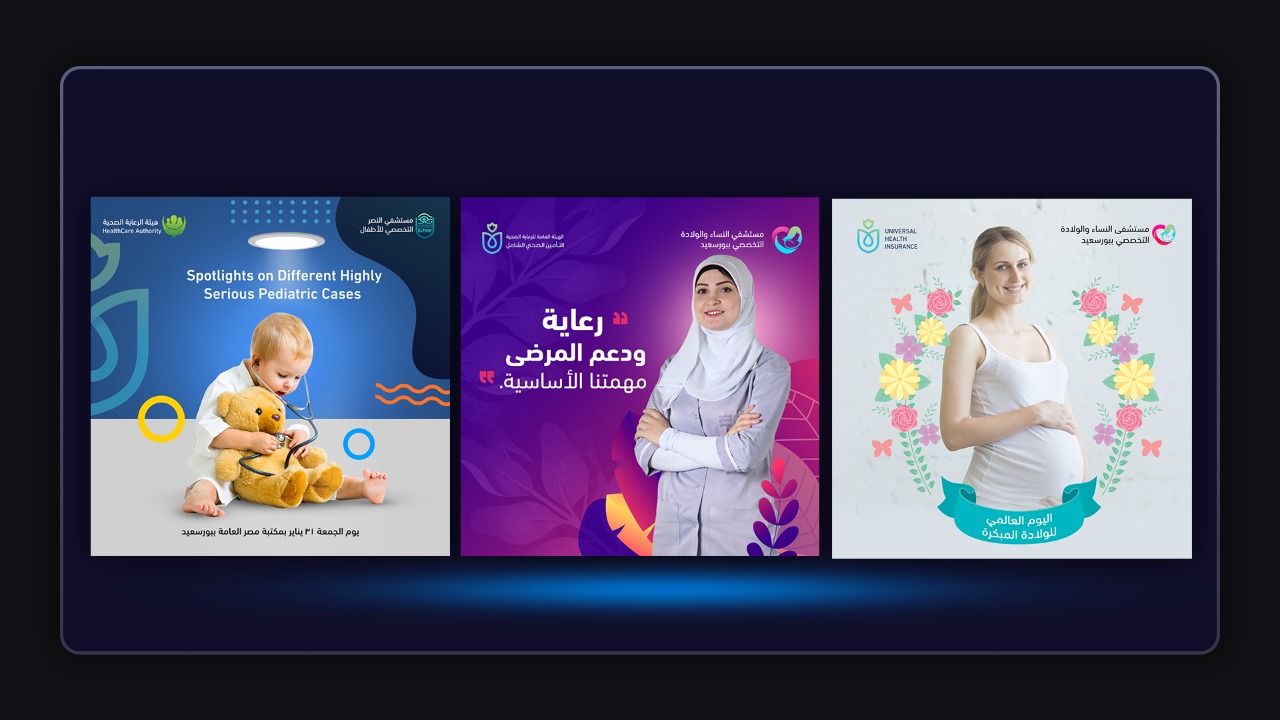 هيئة الرعاية الصحية
HealthCare Authority
مستشفي النصر
التخصصي للأطفال
Spotlights on Different Highly
Serious Pediatric Cases
يوم الجمعة ٣١ يناير بمكتبة مصر العامة ببورسعيد
الهيئة العامة للرعاية الصحية
التأمين الصحي الشامل
مستشفي النساء والولادة
التخصصي ببورسعيد
رعاية
ودعم المرضى
مهمتنا الأساسية.
UNIVERSAL
HEALTH
INSURANCE
مستشفى النساء والولادة
التخصصي ببورسعيد
اليوم العالمي
للولادة المبكرة